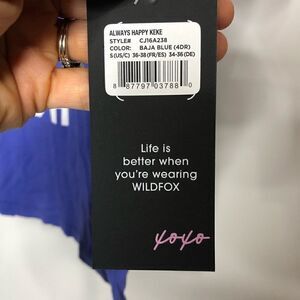 ALWAYS HAPPY KEKE
STYLE# CJ16A238
COLOR: BAJA BLUE (4DR)
S(US/C) 36-38(FR/ES) 34-36(DE)
8 87797 03788 0
Life is
better when
you're wearing
WILDFOX
xoxo